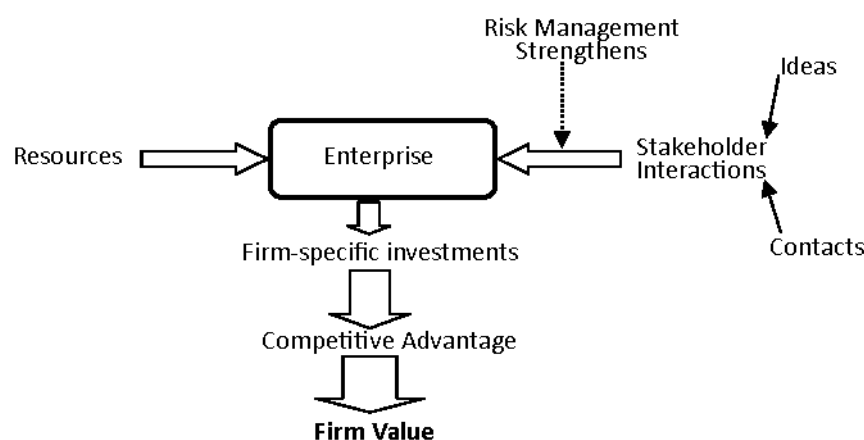 Risk Management
Strengthens
Ideas
Resources
Enterprise
Stakeholder
Interactions
Contacts
Firm-specific investments
Competitive Advantage
Firm Value